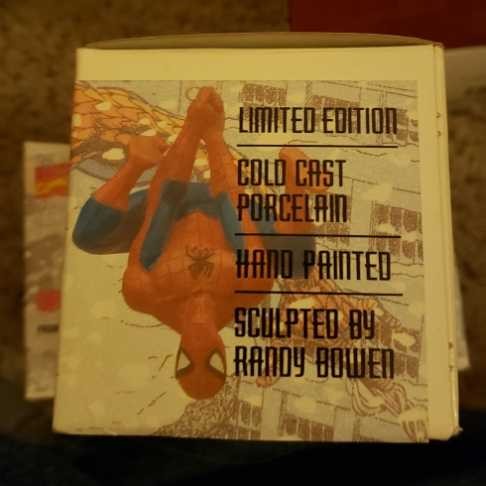 LIMITED EDITION
COLD CAST
PORCELAIN
HAND PAINTED
SCULPTED BY
RANDY BOWEN